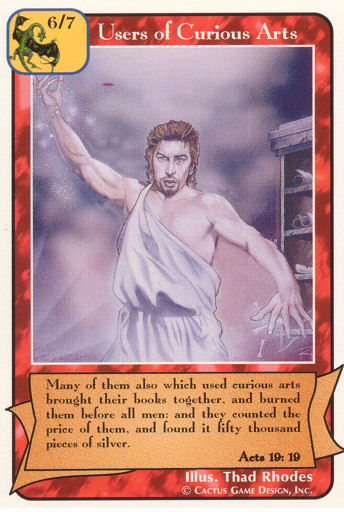 6/7
Users of Curious Arts
Many of them also which used curious arts
brought their books together, and burned
them before all men: and they counted the
price of them, and found it fifty thousand
pieces of silver.
Acts 19: 19
Illus. Thad Rhodes
© Cactus Game Design, Inc.